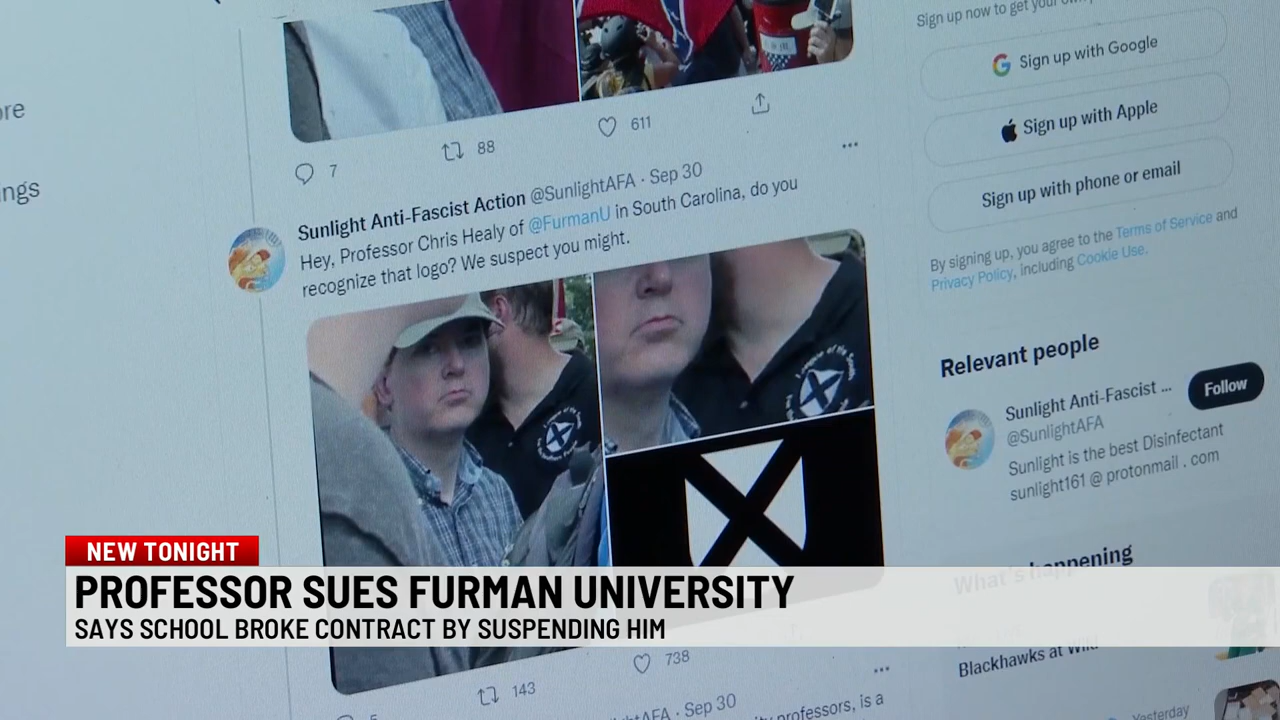 ore
ings
7
88
611
Sunlight Anti-Fascist Action @SunlightAFA · Sep 30
Hey, Professor Chris Healy of @FurmanU in South Carolina, do you
recognize that logo? We suspect you might.
143
738
AFA · Sep 30
professors, is a
Sign up now to get your own
Sign up with Google
Sign up with Apple
Sign up with phone or email
By signing up, you agree to the Terms of Service and
Privacy Policy, including Cookie Use.
Relevant people
Sunlight Anti-Fascist ...
@SunlightAFA
Follow
Sunlight is the best Disinfectant
sunlight161 @ protonmail . com
What's happening
Blackhawks at Wild
Yesterday
NEW TONIGHT
PROFESSOR SUES FURMAN UNIVERSITY
SAYS SCHOOL BROKE CONTRACT BY SUSPENDING HIM